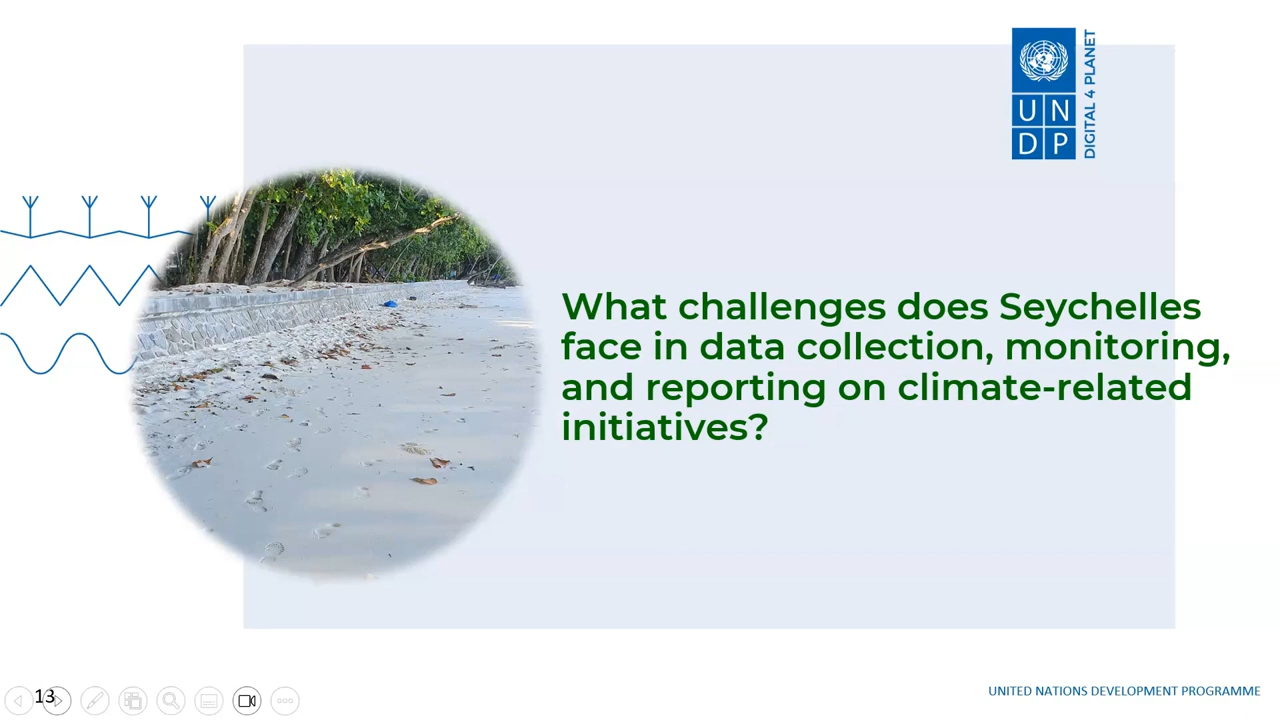 UN
DP
DIGITAL 4 PLANET
What challenges does Seychelles
face in data collection, monitoring,
and reporting on climate-related
initiatives?
13
UNITED NATIONS DEVELOPMENT PROGRAMME